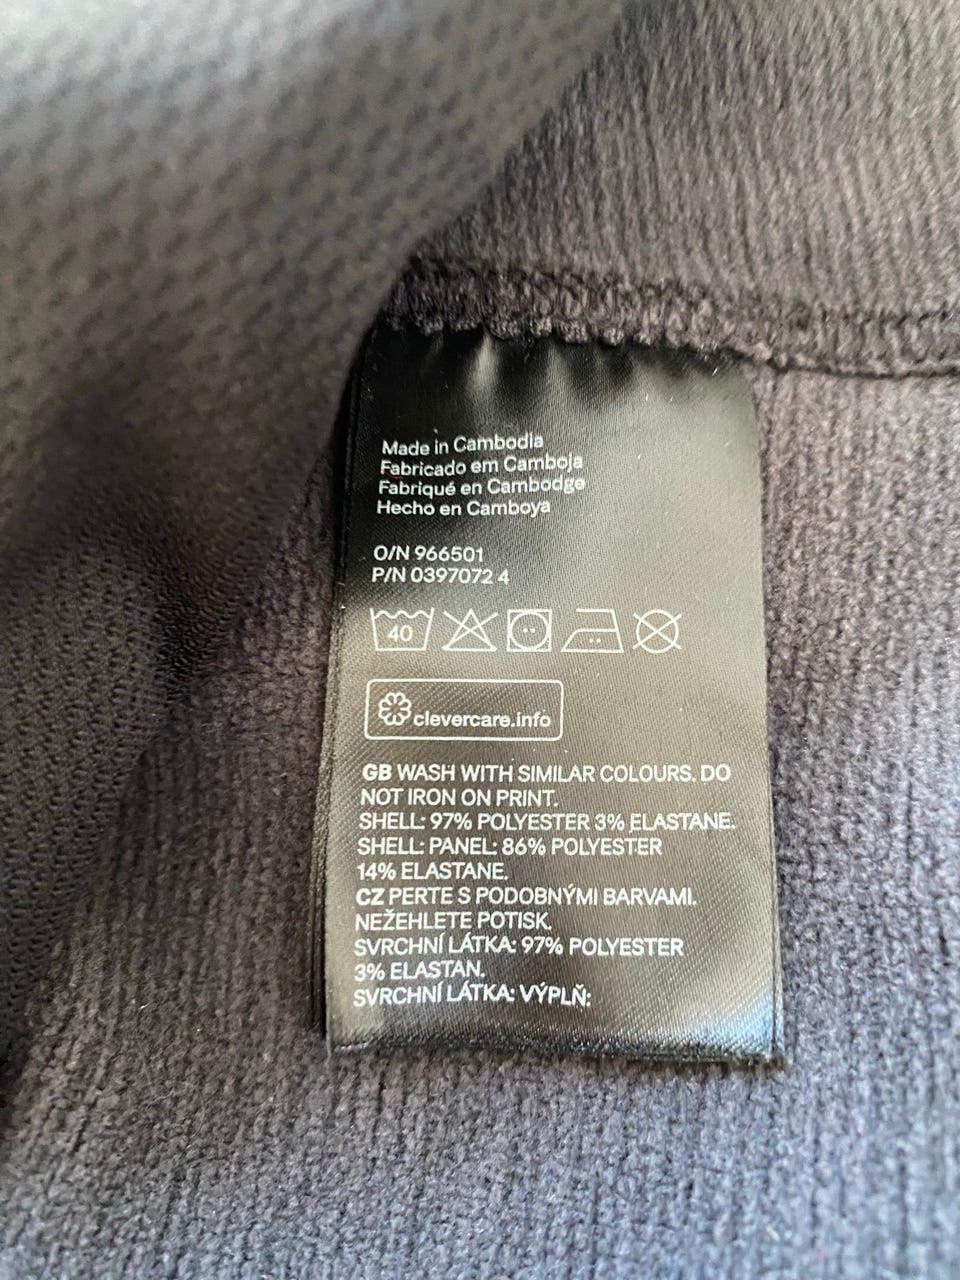 Made in Cambodia
Fabricado em Camboja
Fabriqué en Cambodge
Hecho en Camboya
O/N 966501
P/N 0397072 4
40
clevercare.info
GB WASH WITH SIMILAR COLOURS. DO
NOT IRON ON PRINT.
SHELL: 97% POLYESTER 3% ELASTANE.
SHELL: PANEL: 86% POLYESTER
14% ELASTANE.
CZ PERTE S PODOBNÝMI BARVAMI.
NEŽEHLETE POTISK.
SVRCHNÍ LÁTKA: 97% POLYESTER
3% ELASTAN.
SVRCHNÍ LÁTKA: VÝPLŇ: